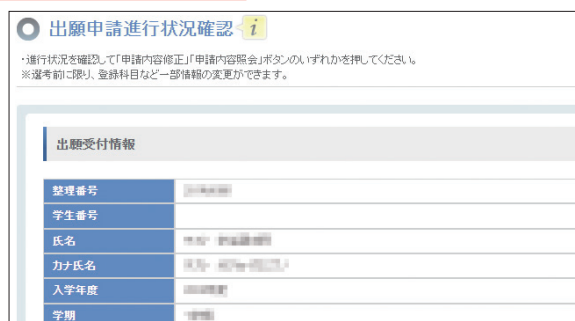 出願申請進行状況確認 i
・進行状況を確認して「申請内容修正」「申請内容照会」ボタンのいずれかを押してください。
※選考前に限り、登録科目など一部情報の変更ができます。
出願受付情報
整理番号
学生番号
氏名
カナ氏名
入学年度
学期